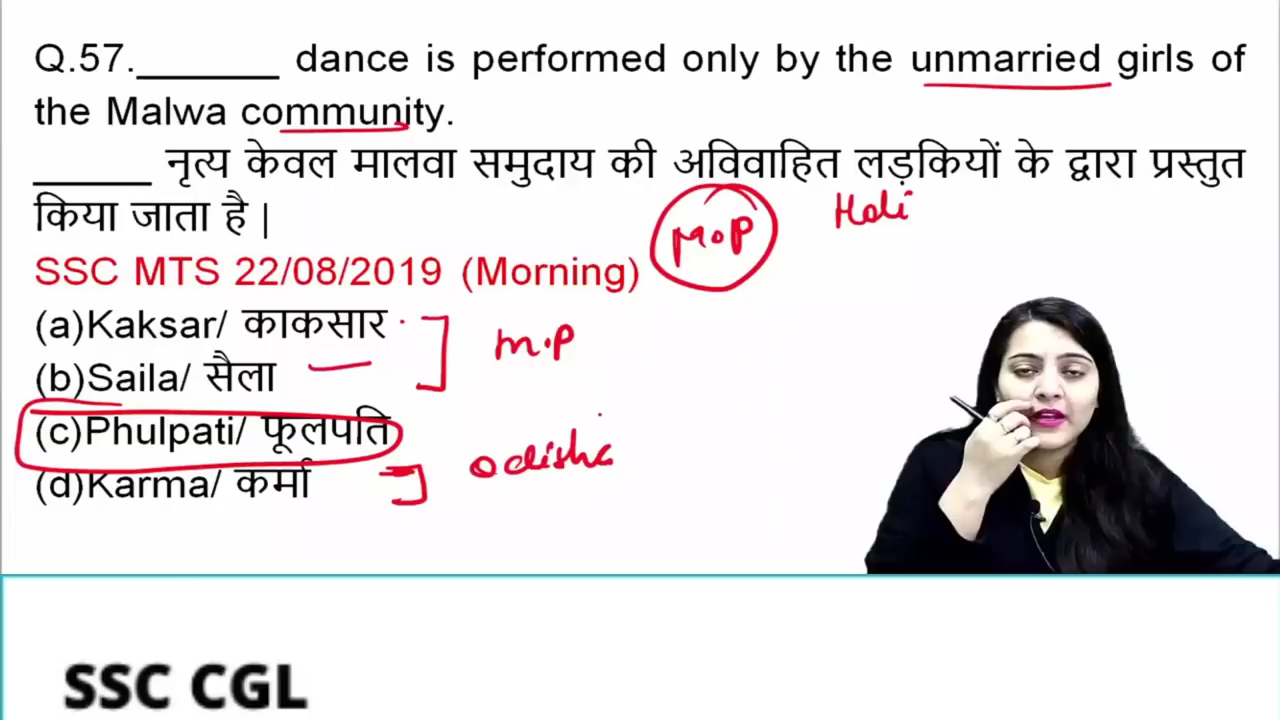 Q.57.______ dance is performed only by the unmarried girls of
the Malwa community.
_____ नृत्य केवल मालवा समुदाय की अविवाहित लड़कियों के द्वारा प्रस्तुत
किया जाता है |
M.P Holi
SSC MTS 22/08/2019 (Morning)
(a)Kaksar/ काकसार
m.p
(b)Saila/ सैला
(c)Phulpati/ फूलपति
odisha
(d)Karma/ कर्मा
SSC CGL